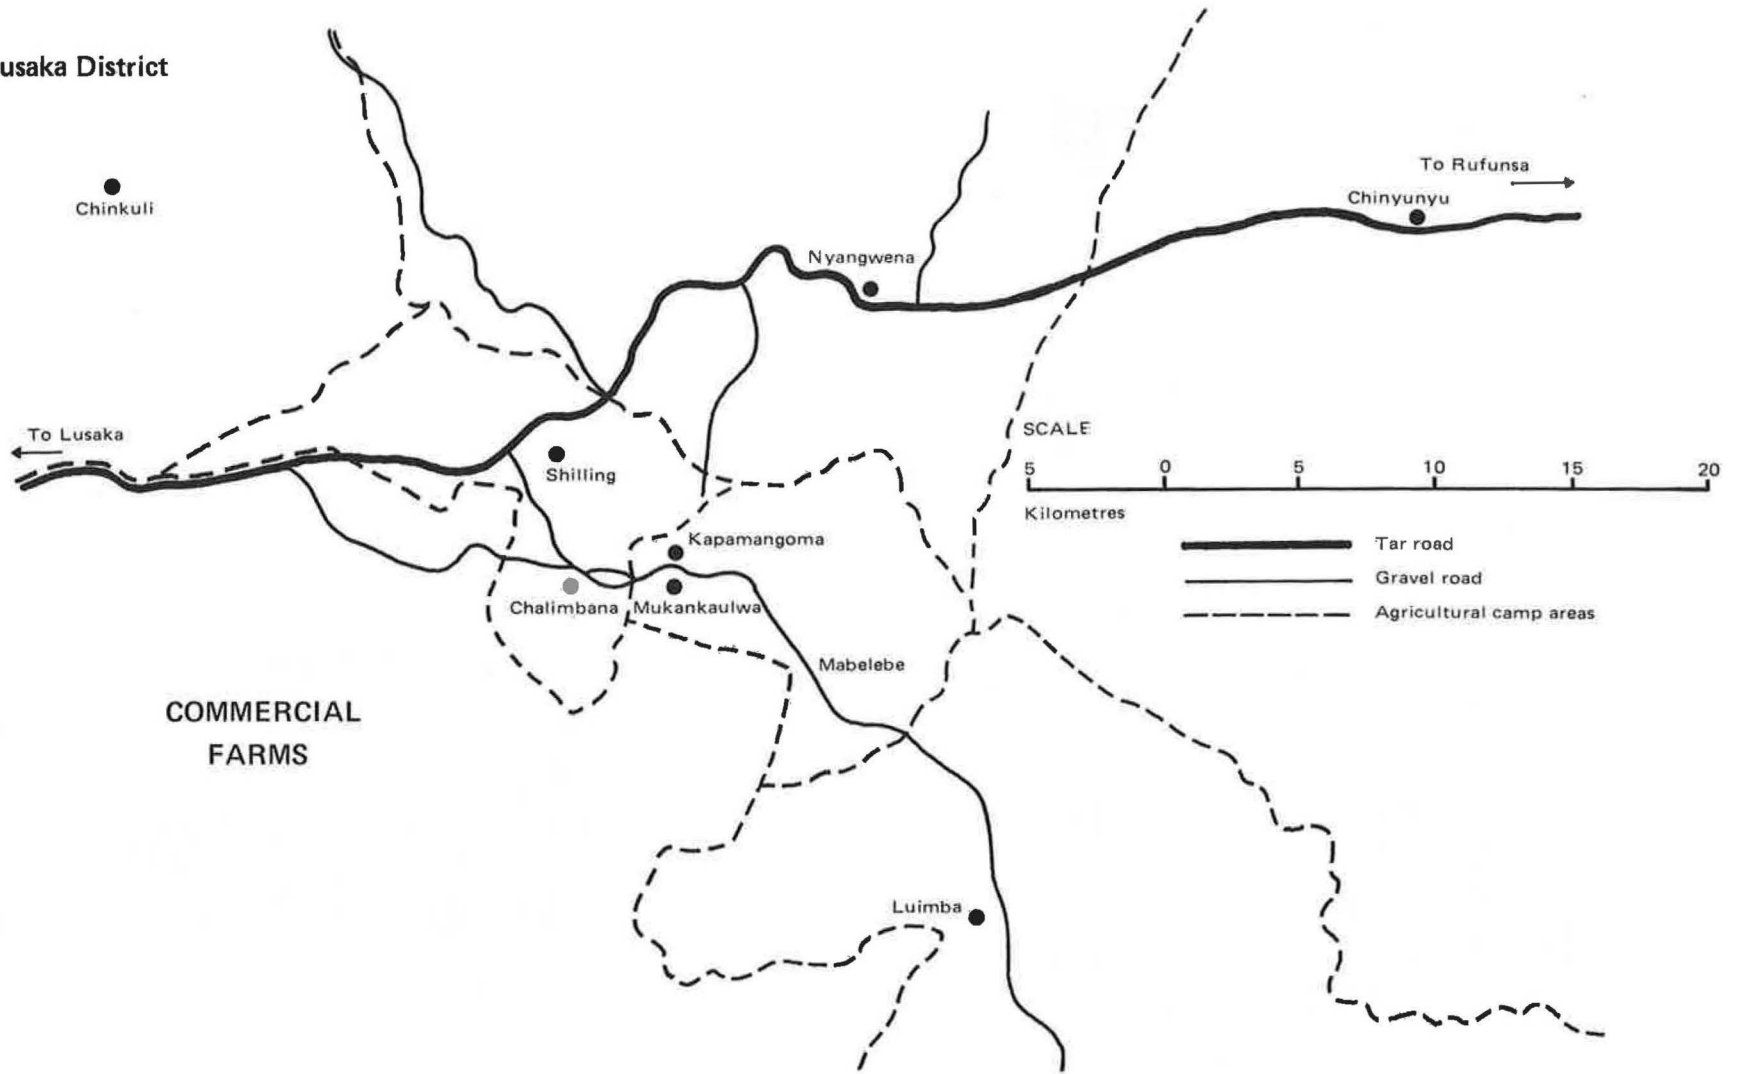 usaka District
To Rufunsa
Chinyunyu
Chinkuli
Nyangwena
To Lusaka
SCALE
5 0 5 10 15 20
Kilometres
Shilling
Kapamangoma
Tar road
Gravel road
Chalimbana
Mukankaulwa
Agricultural camp areas
Mabelebe
COMMERCIAL
FARMS
Luimba